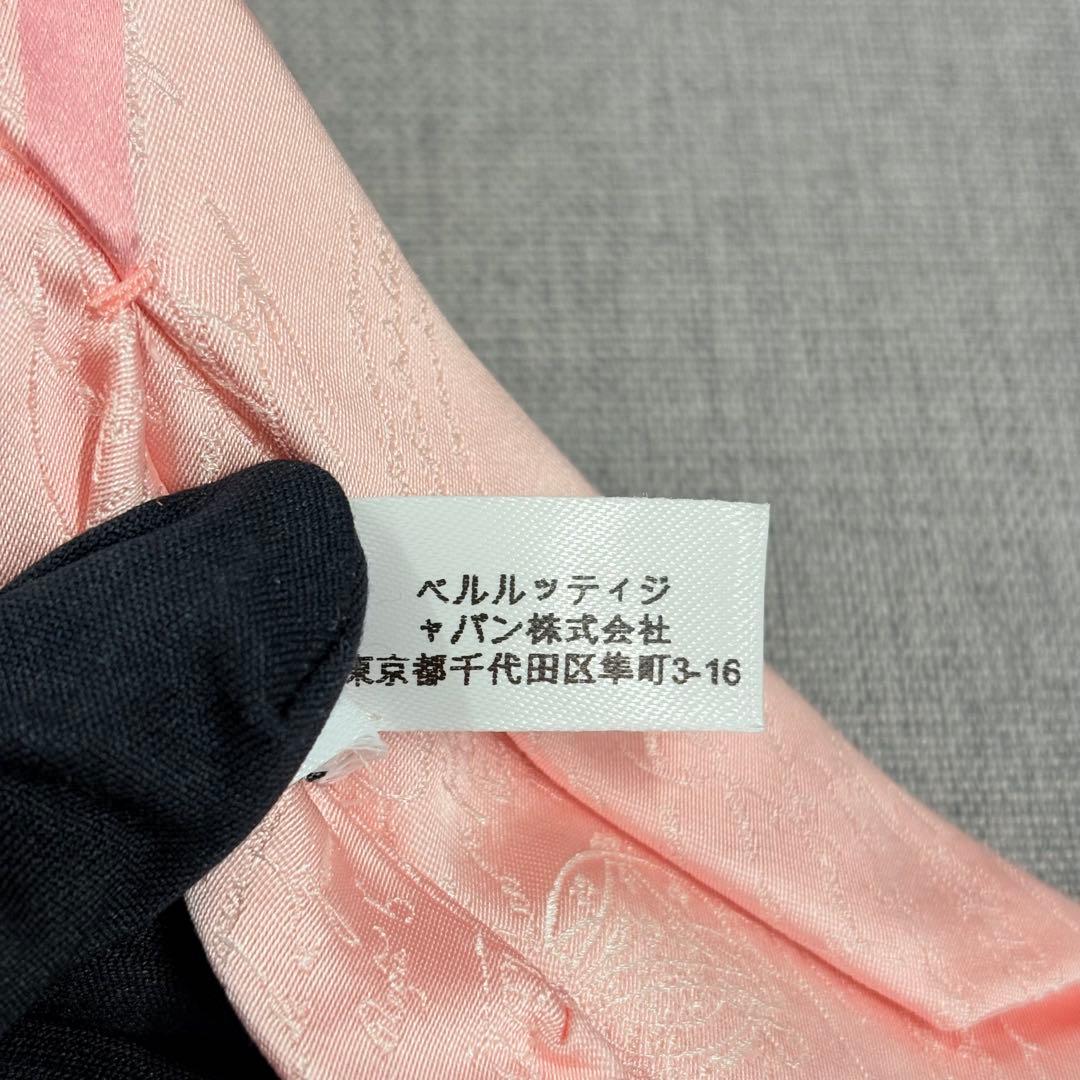 ベルルッティジ
ャパン株式会社
東京都千代田区隼町3-16